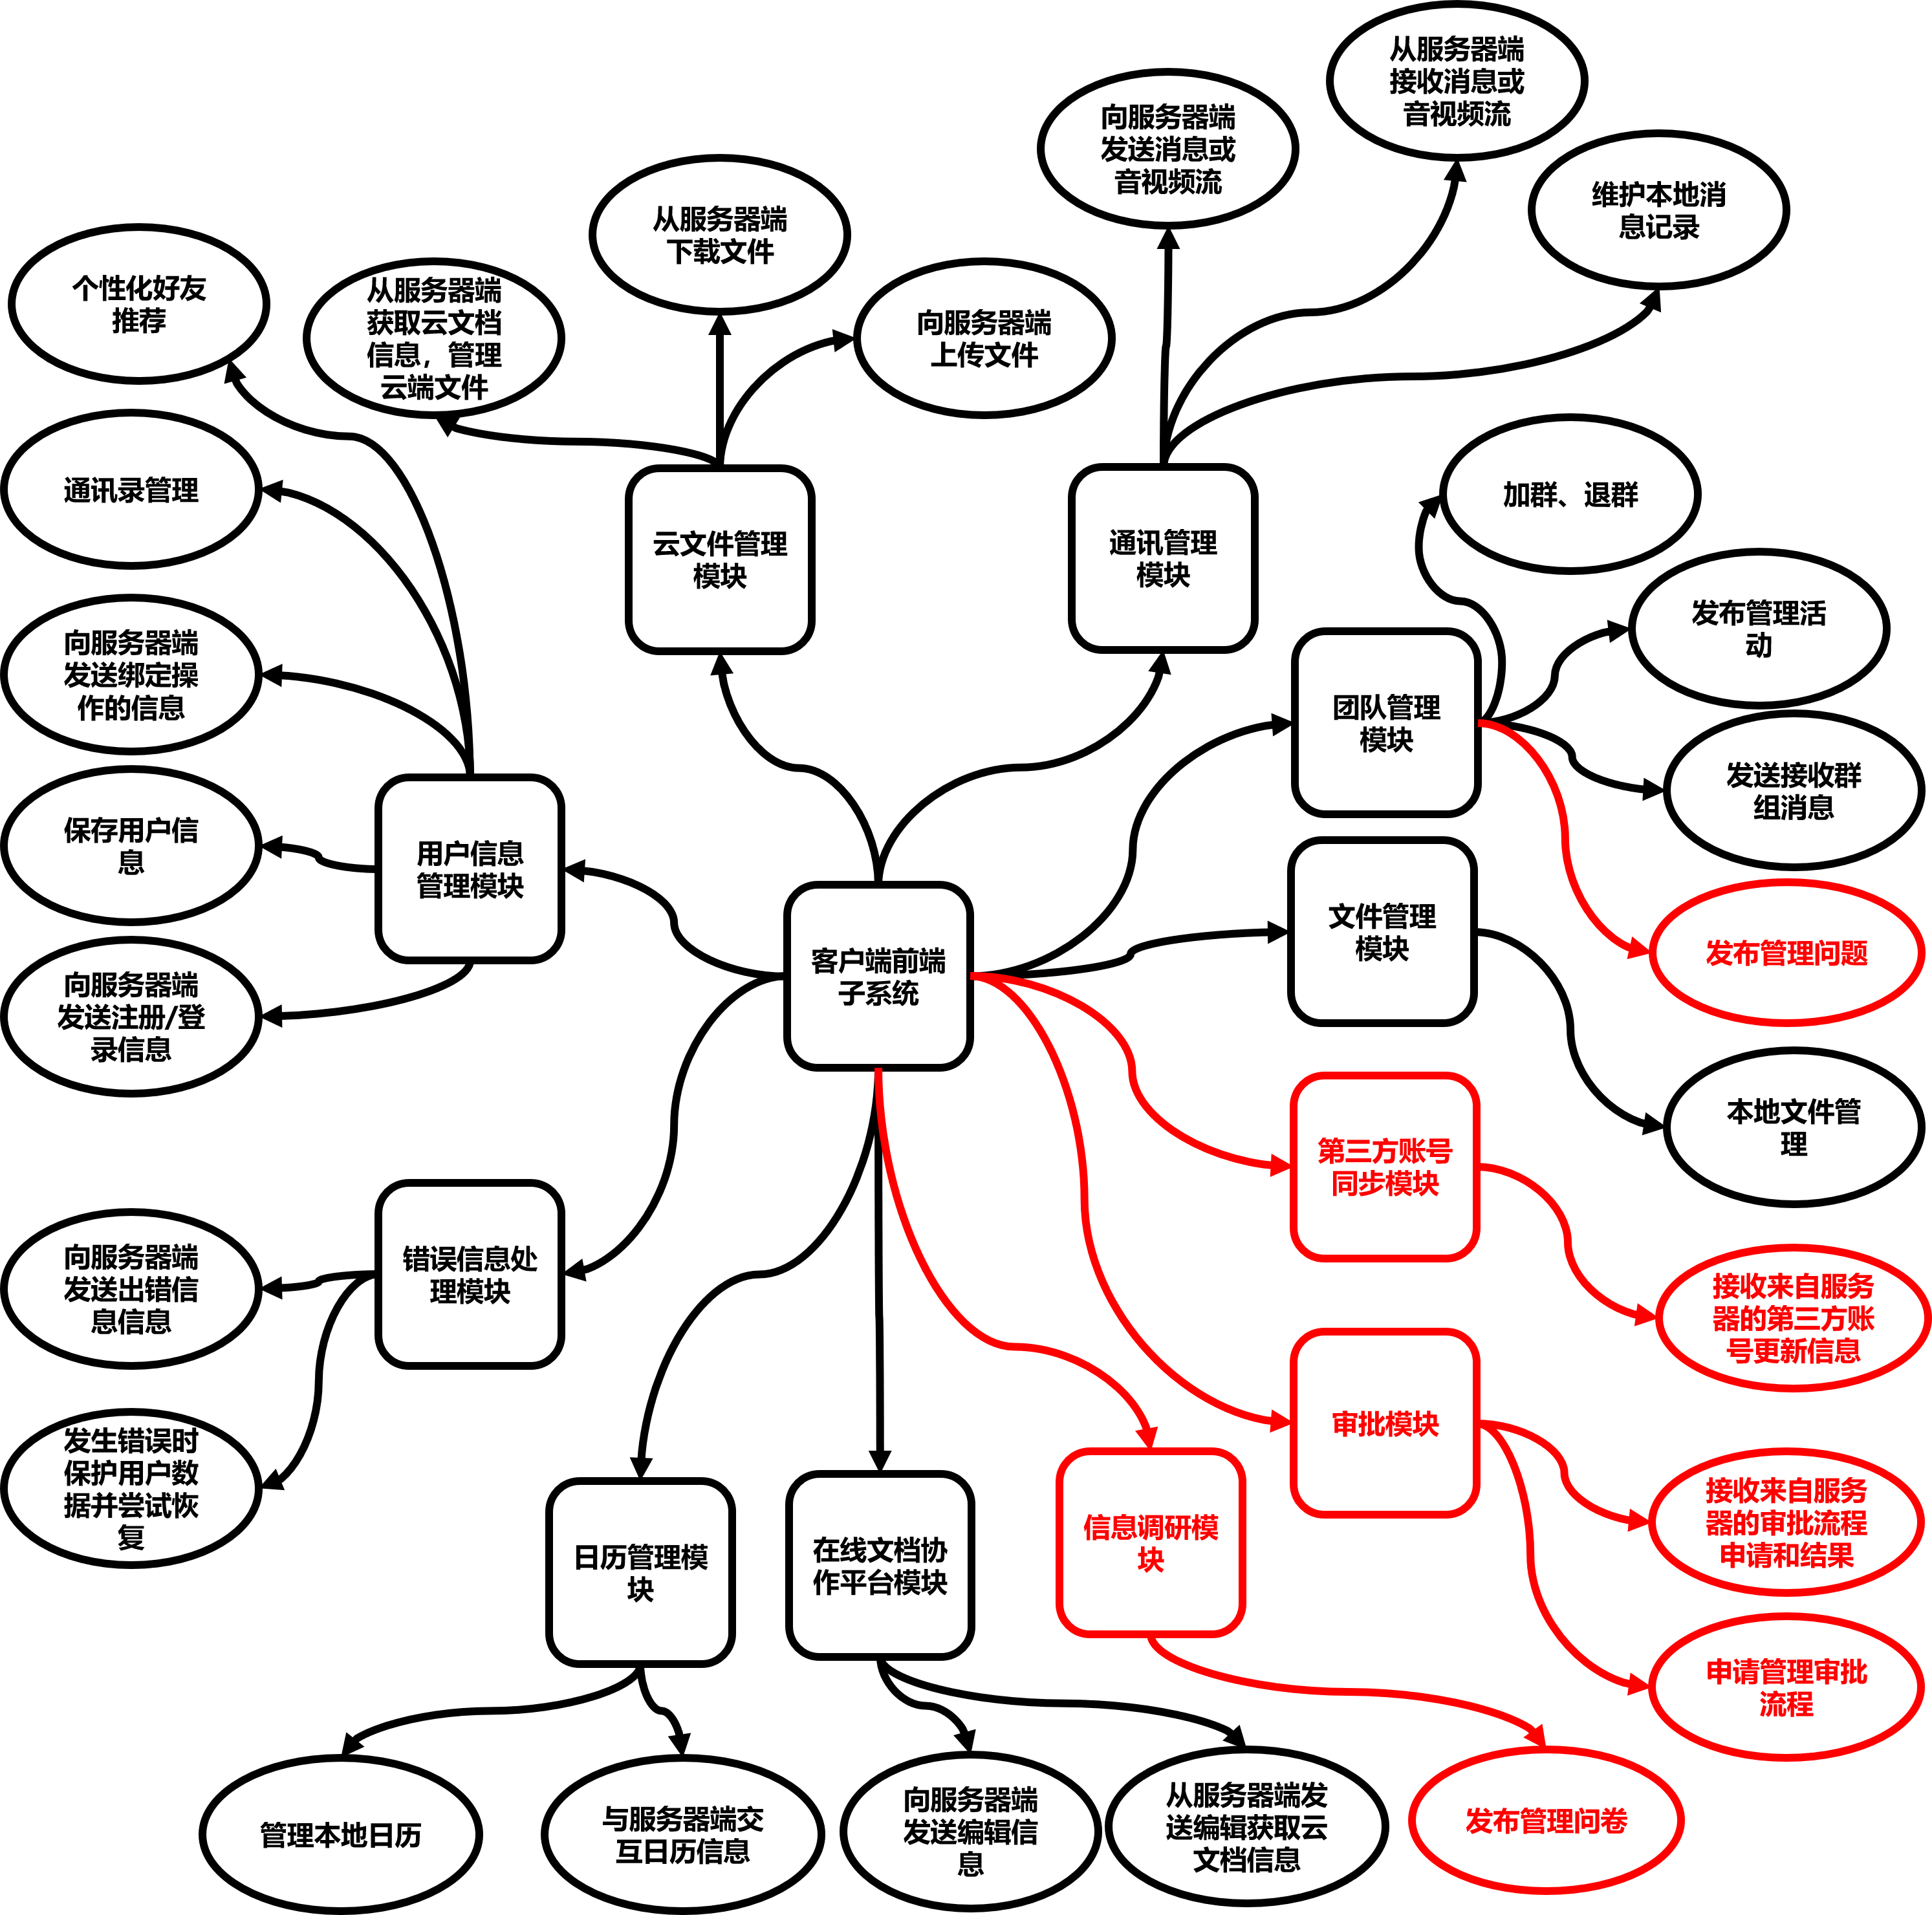 从服务器端
接收消息或
音视频流
向服务器端
发送消息或
音视频流
维护本地消
息记录
从服务器端
下载文件
个性化好友
推荐
从服务器端
获取云文档
信息，管理
云端文件
向服务器端
上传文件
通讯录管理
加群、退群
云文件管理
模块
通讯管理
模块
发布管理活
动
向服务器端
发送绑定操
作的信息
团队管理
模块
发送接收群
组消息
保存用户信
息
用户信息
管理模块
文件管理
模块
发布管理问题
客户端前端
子系统
向服务器端
发送注册/登
录信息
本地文件管
理
第三方账号
同步模块
向服务器端
发送出错信
息信息
错误信息处
理模块
接收来自服务
器的第三方账
号更新信息
审批模块
发生错误时
保护用户数
据并尝试恢
复
日历管理模
块
在线文档协
作平台模块
信息调研模
块
接收来自服务
器的审批流程
申请和结果
申请管理审批
流程
管理本地日历
与服务器端交
互日历信息
向服务器端
发送编辑信
息
从服务器端发
送编辑获取云
文档信息
发布管理问卷